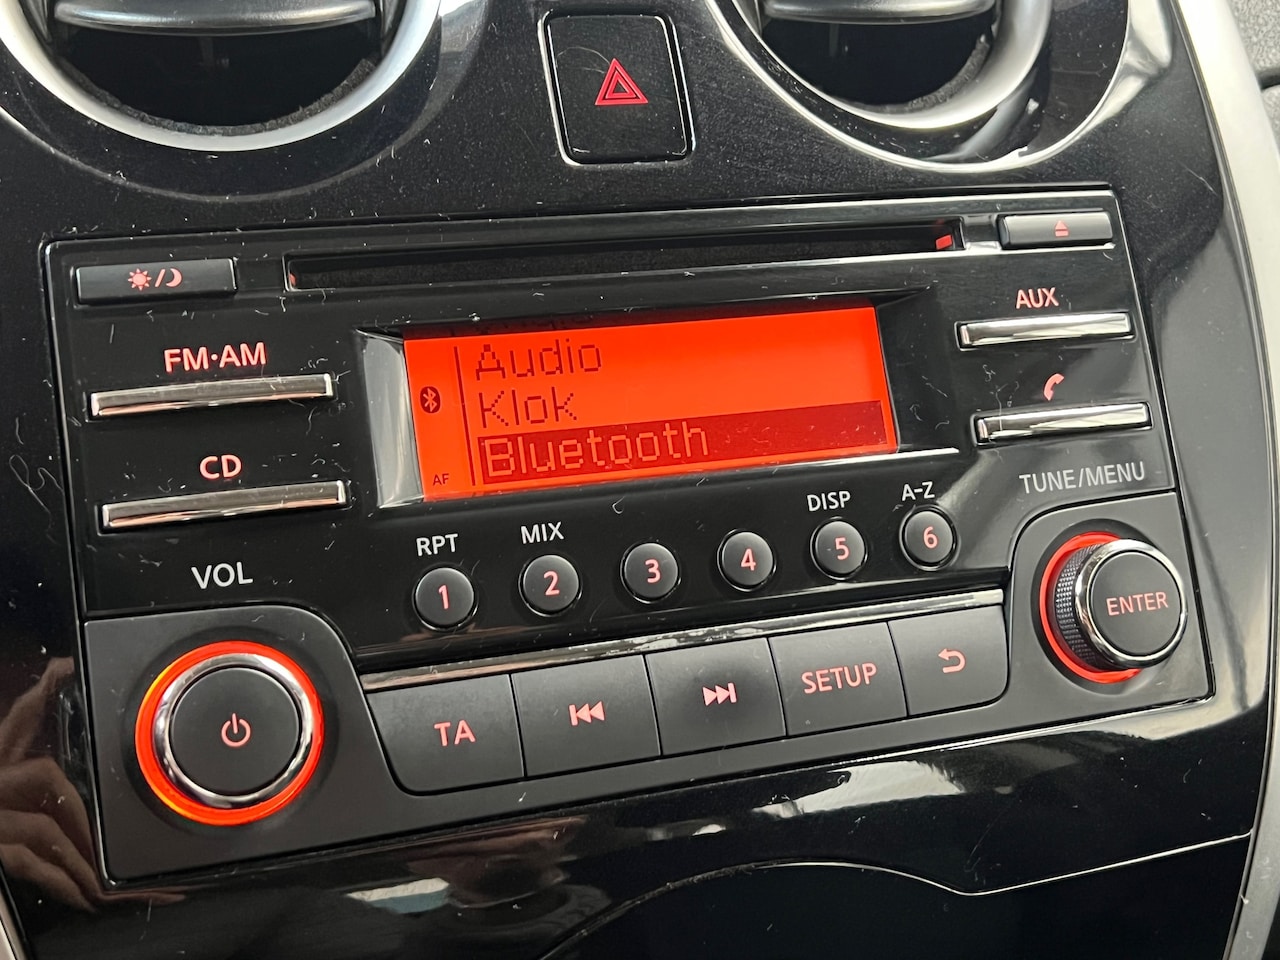 FM·AM
CD
VOL
Audio
Klok
Bluetooth
AF
AUX
TUNE/MENU
RPT
MIX
DISP
A-Z
1
2
3
4
5
6
ENTER
TA
SETUP